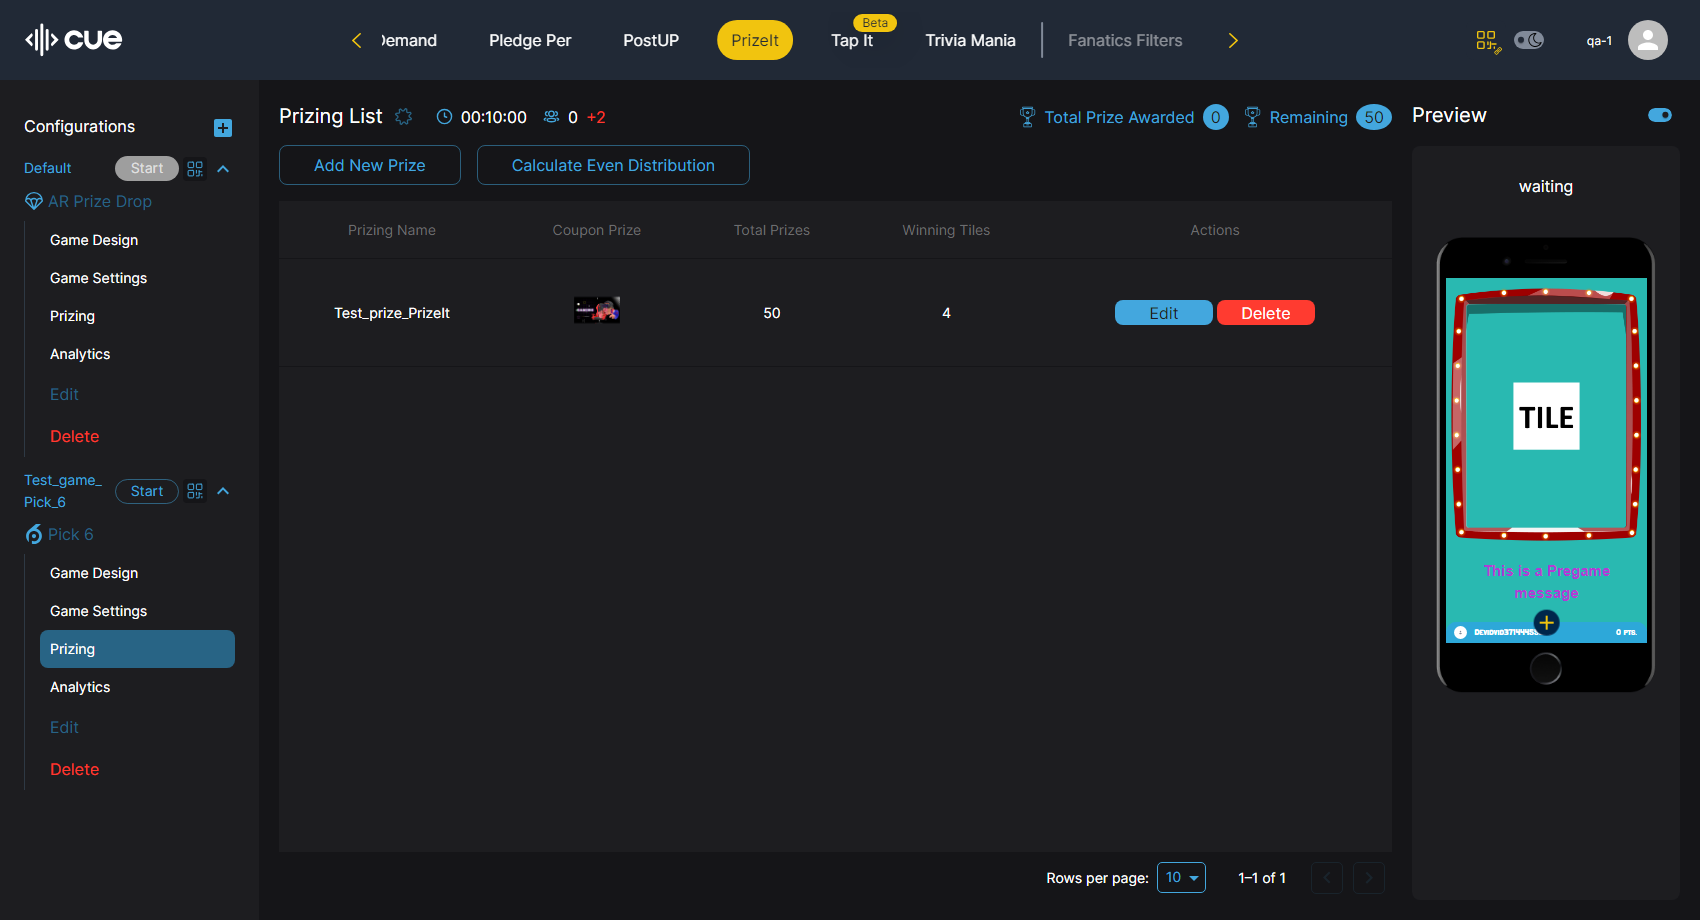 cue
Demand
Pledge Per
PostUP
PrizeIt
Beta
Tap It
Trivia Mania
Fanatics Filters
qa-1
Configurations
Default
Start
AR Prize Drop
Game Design
Game Settings
Prizing
Analytics
Edit
Delete
Test_game_
Pick_6
Start
Pick 6
Game Design
Game Settings
Prizing
Analytics
Edit
Delete
Prizing List
00:10:00
0
+2
Total Prize Awarded 0
Remaining 50
Add New Prize
Calculate Even Distribution
Prizing Name
Coupon Prize
Total Prizes
Winning Tiles
Actions
Test_prize_PrizeIt
50
4
Edit
Delete
Rows per page: 10
1–1 of 1
Preview
waiting
TILE
This is a Pregame
message
0 PTS.